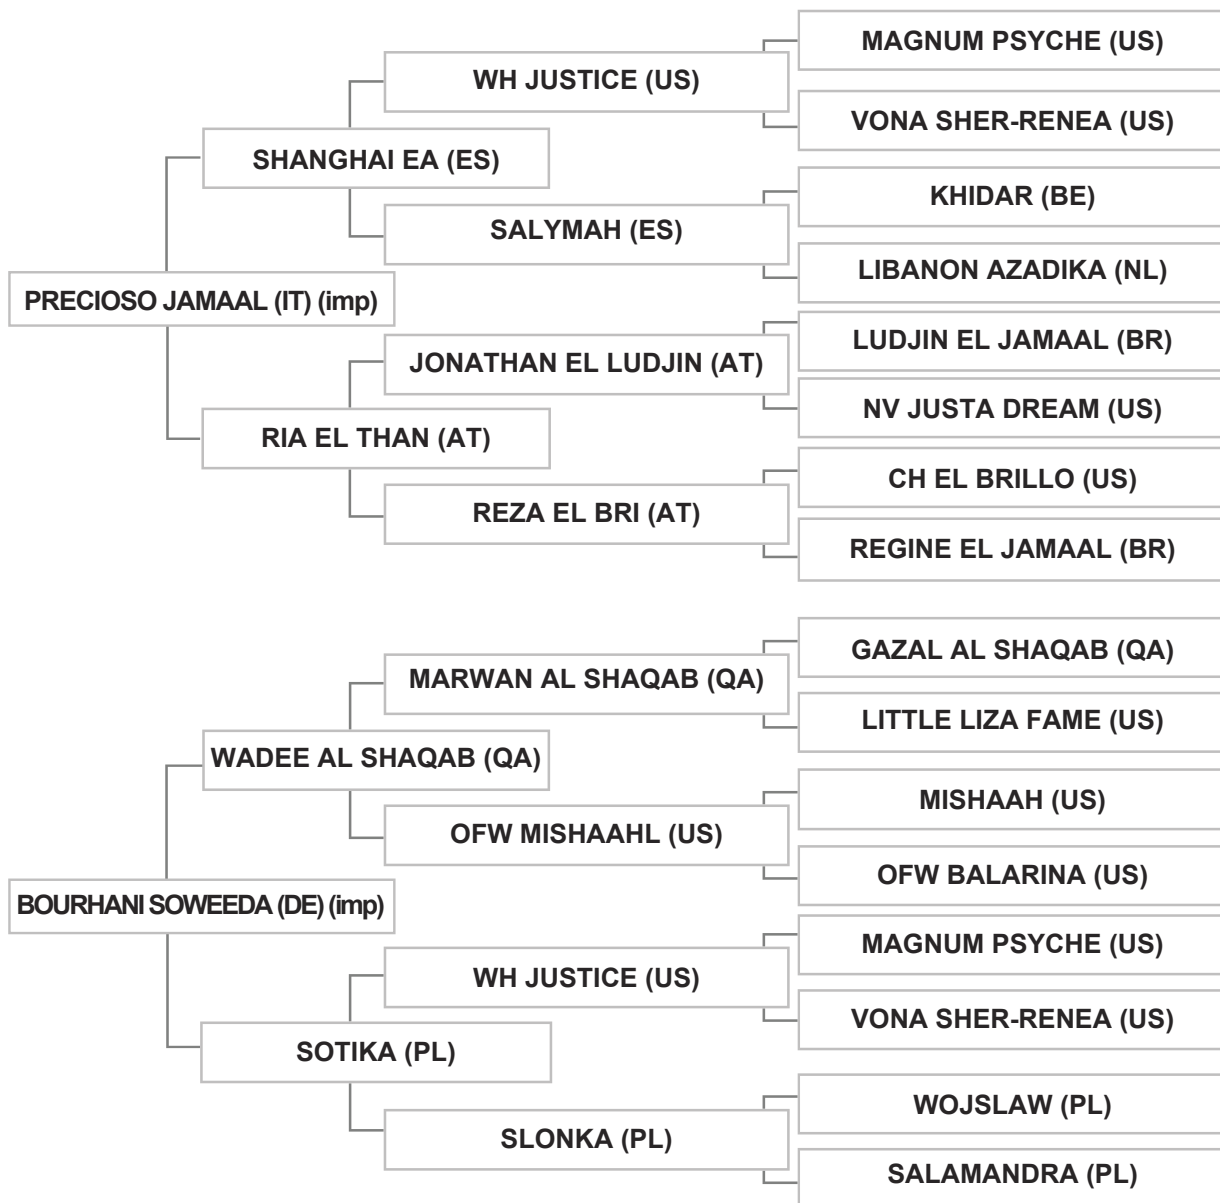 MAGNUM PSYCHE (US)
WH JUSTICE (US)
VONA SHER-RENEA (US)
SHANGHAI EA (ES)
KHIDAR (BE)
SALYMAH (ES)
LIBANON AZADIKA (NL)
PRECIOSO JAMAAL (IT) (imp)
LUDJIN EL JAMAAL (BR)
JONATHAN EL LUDJIN (AT)
NV JUSTA DREAM (US)
RIA EL THAN (AT)
CH EL BRILLO (US)
REZA EL BRI (AT)
REGINE EL JAMAAL (BR)
GAZAL AL SHAQAB (QA)
MARWAN AL SHAQAB (QA)
LITTLE LIZA FAME (US)
WADEE AL SHAQAB (QA)
MISHAAH (US)
OFW MISHAAHL (US)
OFW BALARINA (US)
BOURHANI SOWEEDA (DE) (imp)
MAGNUM PSYCHE (US)
WH JUSTICE (US)
VONA SHER-RENEA (US)
SOTIKA (PL)
WOJSLAW (PL)
SLONKA (PL)
SALAMANDRA (PL)